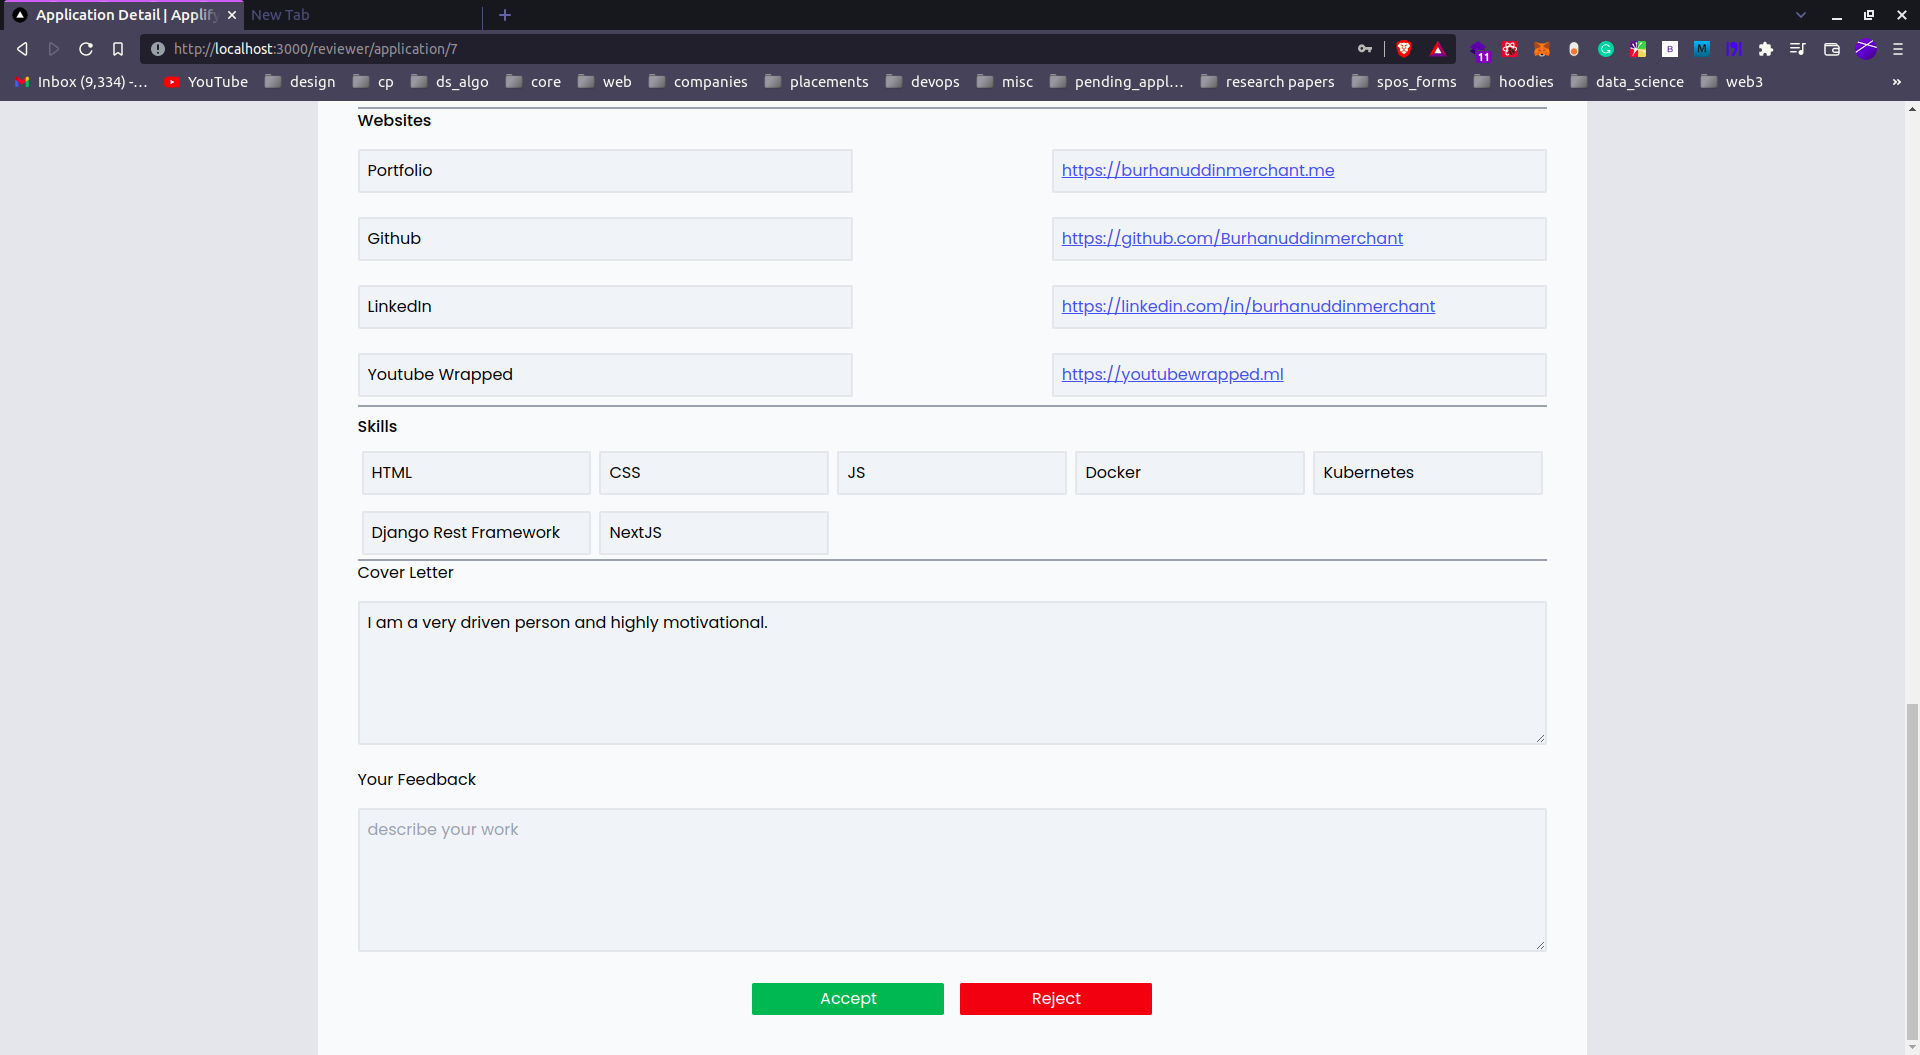 Application Detail | Applify
New Tab
http://localhost:3000/reviewer/application/7
11
B
M
Inbox (9,334) -... YouTube design cp ds_algo core web companies placements devops misc pending_appl... research papers spos_forms hoodies data_science web3 »
Websites
Portfolio https://burhanuddinmerchant.me
Github https://github.com/Burhanuddinmerchant
LinkedIn https://linkedin.com/in/burhanuddinmerchant
Youtube Wrapped https://youtubewrapped.ml
Skills
HTML CSS JS Docker Kubernetes
Django Rest Framework NextJS
Cover Letter
I am a very driven person and highly motivational.
Your Feedback
describe your work
Accept Reject